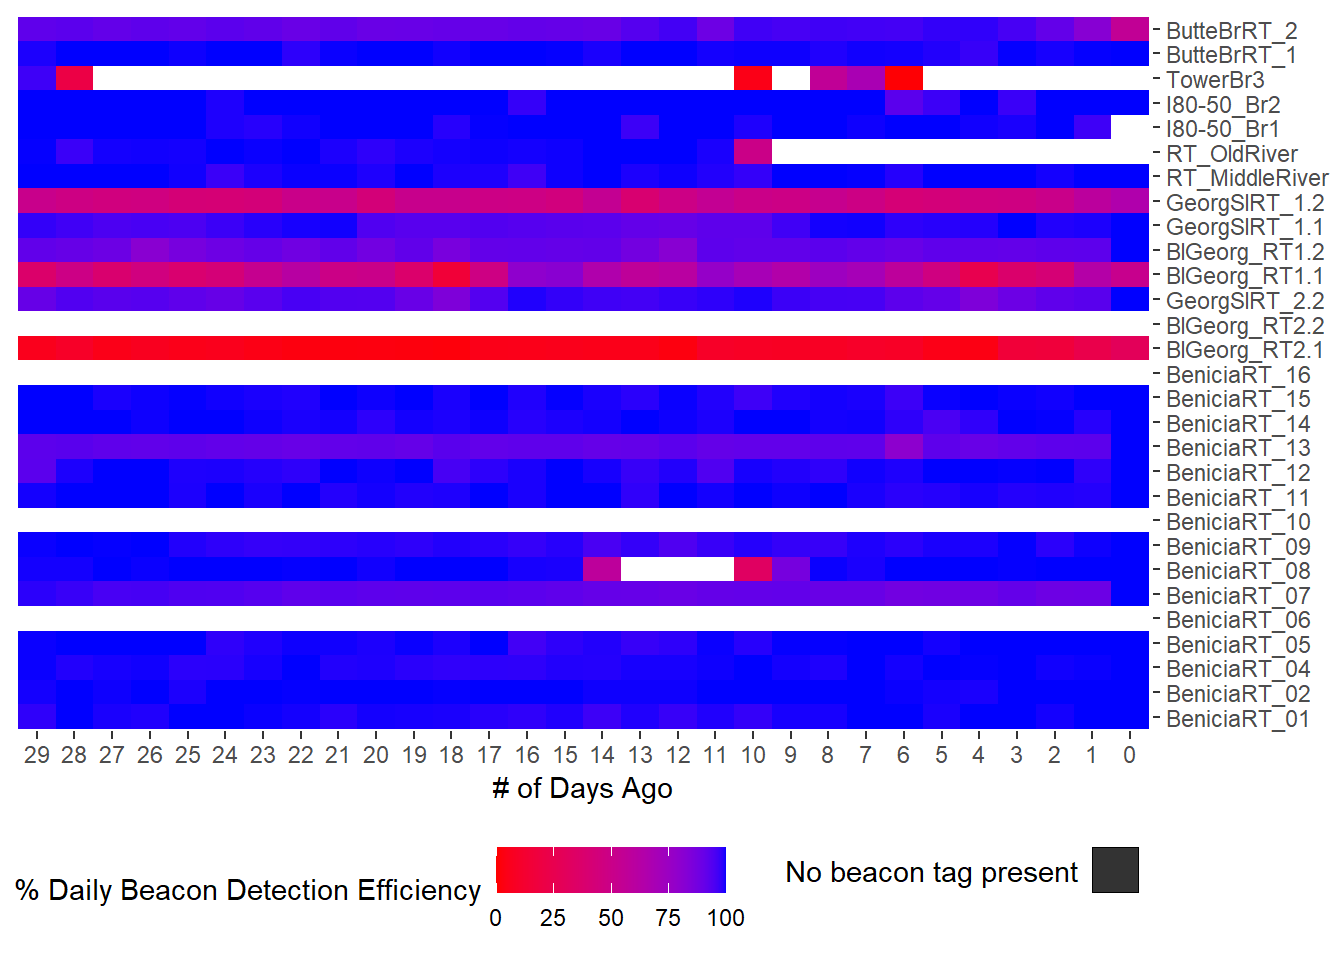 ButteBrRT_2
ButteBrRT_1
TowerBr3
I80-50_Br2
I80-50_Br1
RT_OldRiver
RT_MiddleRiver
GeorgSlRT_1.2
GeorgSlRT_1.1
BlGeorg_RT1.2
BlGeorg_RT1.1
GeorgSlRT_2.2
BlGeorg_RT2.2
BlGeorg_RT2.1
BeniciaRT_16
BeniciaRT_15
BeniciaRT_14
BeniciaRT_13
BeniciaRT_12
BeniciaRT_11
BeniciaRT_10
BeniciaRT_09
BeniciaRT_08
BeniciaRT_07
BeniciaRT_06
BeniciaRT_05
BeniciaRT_04
BeniciaRT_02
BeniciaRT_01
29 28 27 26 25 24 23 22 21 20 19 18 17 16 15 14 13 12 11 10 9 8 7 6 5 4 3 2 1 0
# of Days Ago
% Daily Beacon Detection Efficiency
0 25 50 75 100
No beacon tag present